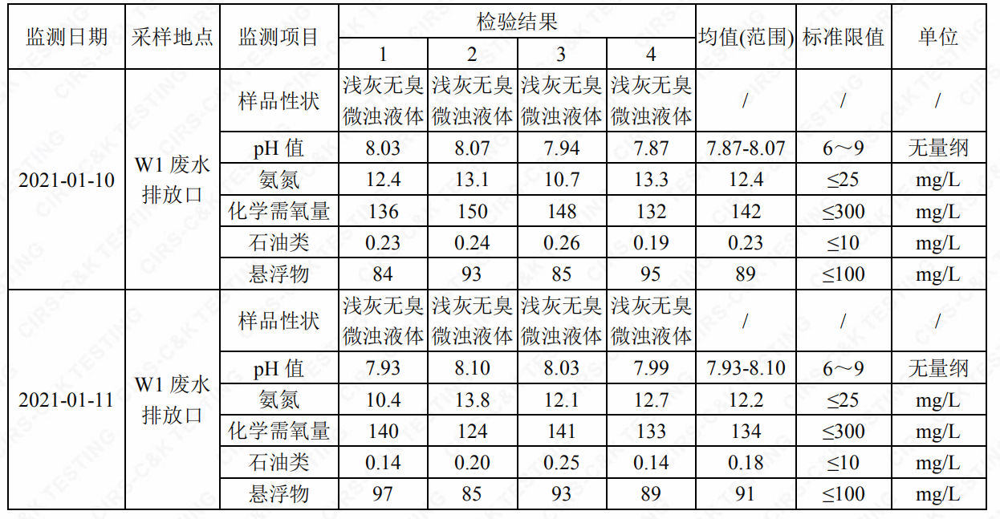 监测日期 采样地点 监测项目 检验结果 均值(范围) 标准限值 单位
1 2 3 4
2021-01-10 W1 废水排放口 样品性状 浅灰无臭微浊液体 浅灰无臭微浊液体 浅灰无臭微浊液体 浅灰无臭微浊液体 / / /
pH 值 8.03 8.07 7.94 7.87 7.87-8.07 6～9 无量纲
氨氮 12.4 13.1 10.7 13.3 12.4 ≤25 mg/L
化学需氧量 136 150 148 132 142 ≤300 mg/L
石油类 0.23 0.24 0.26 0.19 0.23 ≤10 mg/L
悬浮物 84 93 85 95 89 ≤100 mg/L
2021-01-11 W1 废水排放口 样品性状 浅灰无臭微浊液体 浅灰无臭微浊液体 浅灰无臭微浊液体 浅灰无臭微浊液体 / / /
pH 值 7.93 8.10 8.03 7.99 7.93-8.10 6～9 无量纲
氨氮 10.4 13.8 12.1 12.7 12.2 ≤25 mg/L
化学需氧量 140 124 141 133 134 ≤300 mg/L
石油类 0.14 0.20 0.25 0.14 0.18 ≤10 mg/L
悬浮物 97 85 93 89 91 ≤100 mg/L
CIRS-C&K TESTING